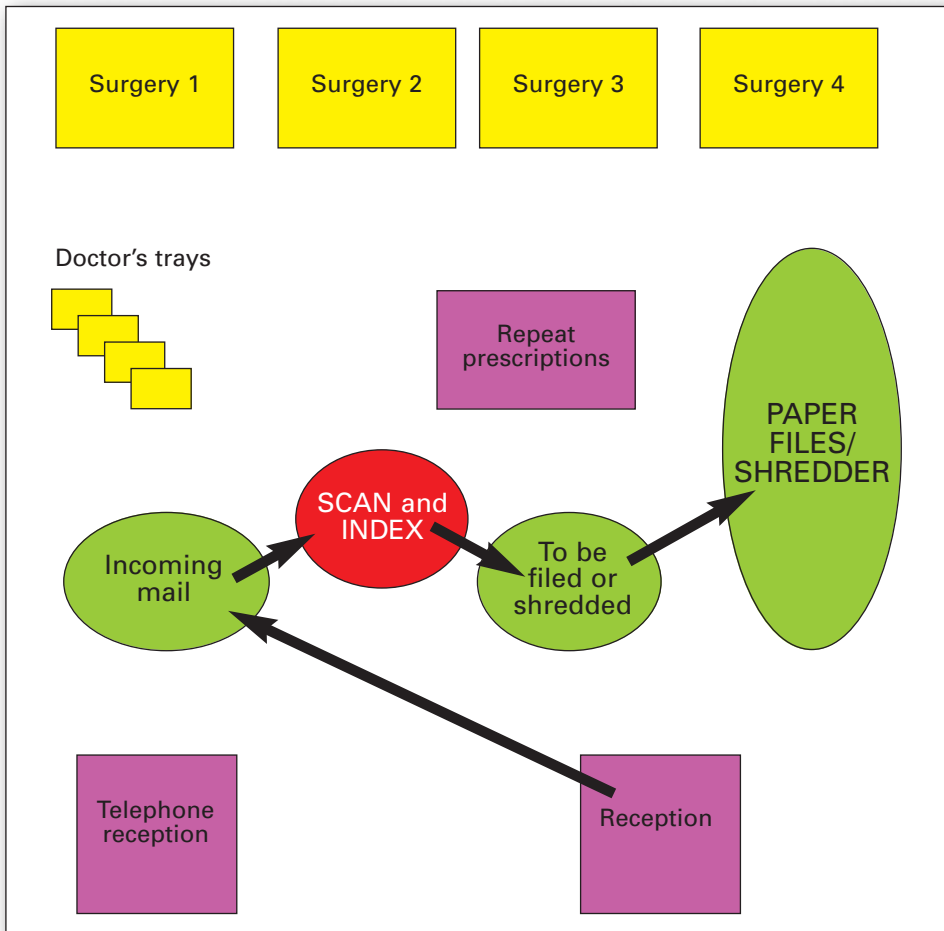 Surgery 1
Surgery 2
Surgery 3
Surgery 4
Doctor's trays
Repeat
prescriptions
PAPER
FILES/
SHREDDER
SCAN and
INDEX
Incoming
mail
To be
filed or
shredded
Telephone
reception
Reception